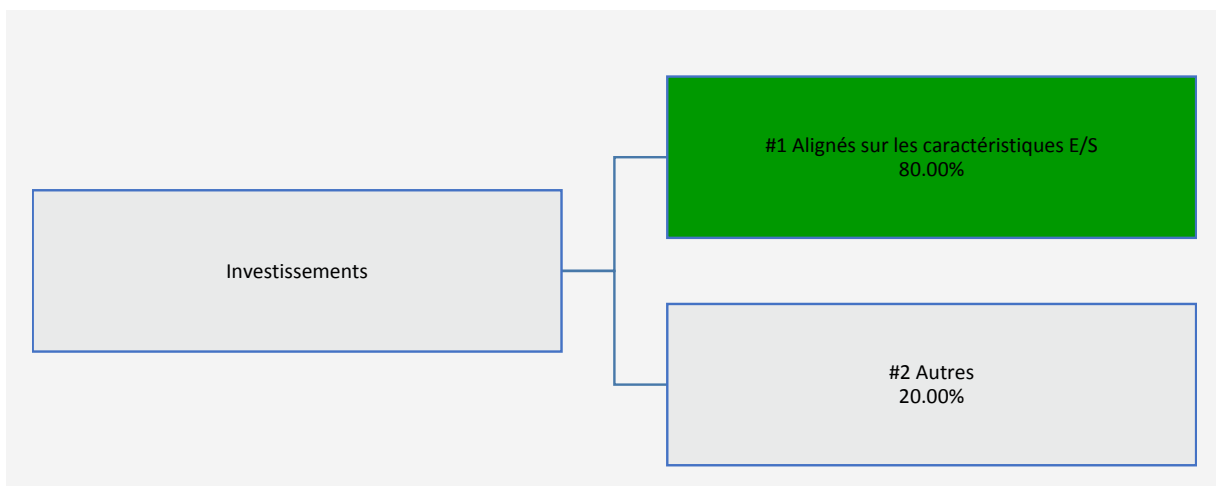 #1 Alignés sur les caractéristiques E/S
80.00%
Investissements
#2 Autres
20.00%